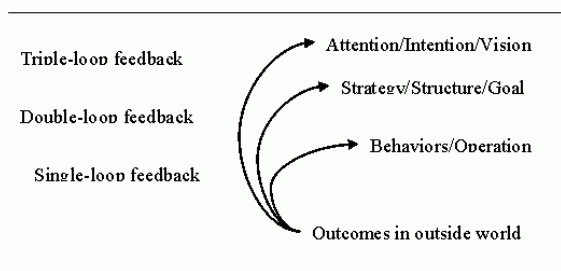 Attention/Intention/Vision
Triple-loop feedback
Strategy/Structure/Goal
Double-loop feedback
Behaviors/Operation
Single-loop feedback
Outcomes in outside world